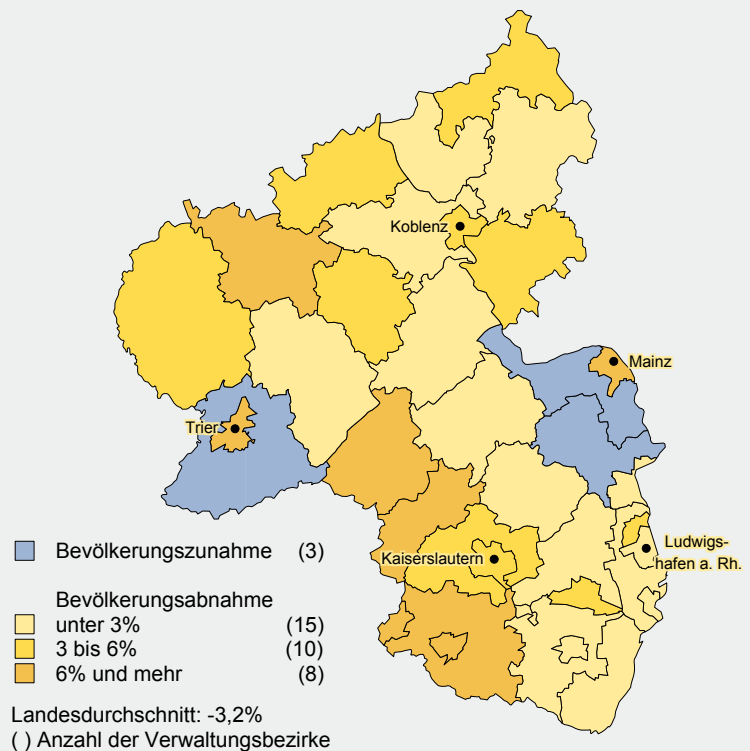 Koblenz
Mainz
Trier
Kaiserslautern
Ludwigs-
hafen a. Rh.
Bevölkerungszunahme (3)
Bevölkerungsabnahme
unter 3% (15)
3 bis 6% (10)
6% und mehr (8)
Landesdurchschnitt: -3,2%
( ) Anzahl der Verwaltungsbezirke